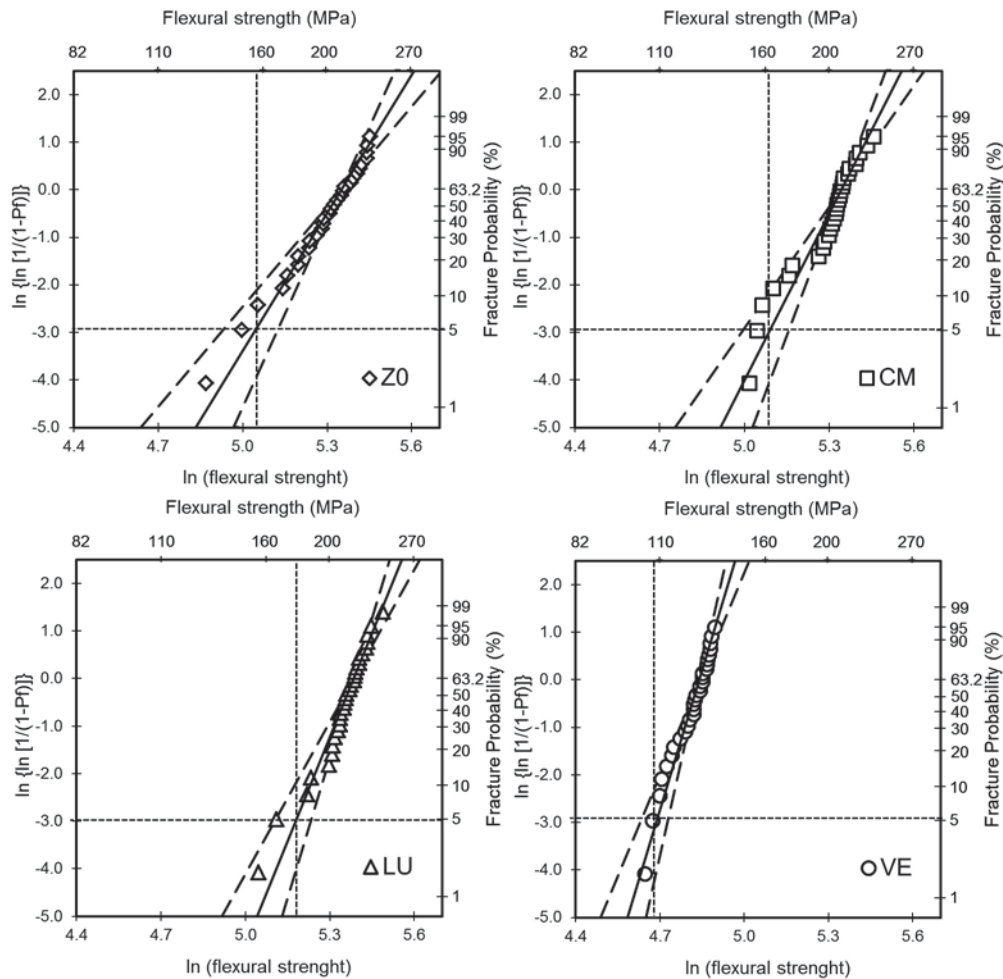 Flexural strength (MPa)
82 110 160 200 270
2.0
1.0
0.0
-1.0
-2.0
-3.0
-4.0
-5.0
ln {ln [1/(1-Pf)]}
99
95
90
63.2
50
40
30
20
10
5
1
Fracture Probability (%)
Z0
4.4 4.7 5.0 5.3 5.6
ln (flexural strenght)
Flexural strength (MPa)
82 110 160 200 270
2.0
1.0
0.0
-1.0
-2.0
-3.0
-4.0
-5.0
ln {ln [1/(1-Pf)]}
99
95
90
63.2
50
40
30
20
10
5
1
Fracture Probability (%)
CM
4.4 4.7 5.0 5.3 5.6
ln (flexural strenght)
Flexural strength (MPa)
82 110 160 200 270
2.0
1.0
0.0
-1.0
-2.0
-3.0
-4.0
-5.0
ln {ln [1/(1-Pf)]}
99
95
90
63.2
50
40
30
20
10
5
1
Fracture Probability (%)
LU
4.4 4.7 5.0 5.3 5.6
ln (flexural strenght)
Flexural strength (MPa)
82 110 160 200 270
2.0
1.0
0.0
-1.0
-2.0
-3.0
-4.0
-5.0
ln {ln [1/(1-Pf)]}
99
95
90
63.2
50
40
30
20
10
5
1
Fracture Probability (%)
VE
4.4 4.7 5.0 5.3 5.6
ln (flexural strenght)